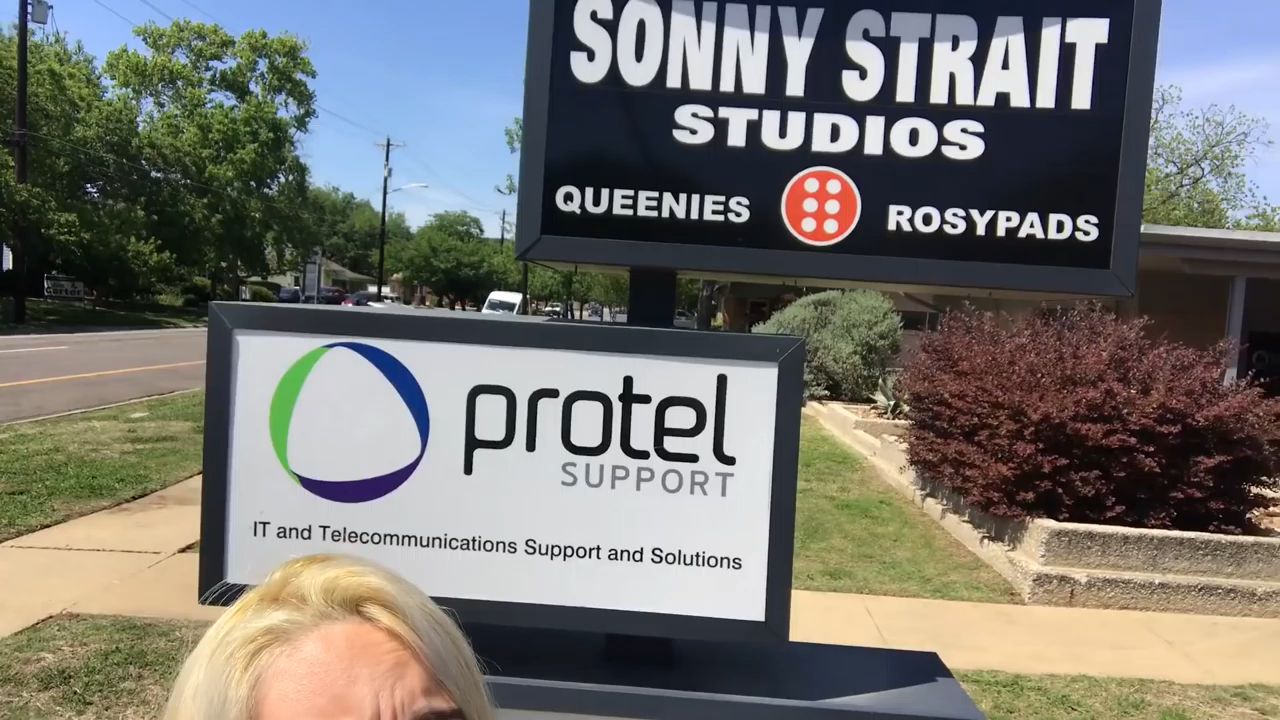 SONNY STRAIT
STUDIOS
QUEENIES
ROSYPADS
protel
SUPPORT
IT and Telecommunications Support and Solutions